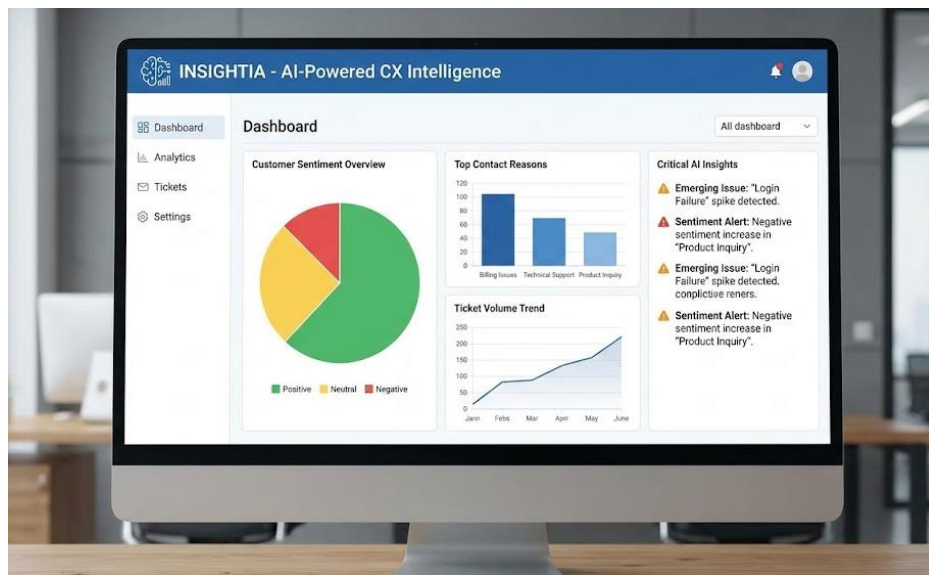 INSIGHTIA - AI-Powered CX Intelligence
Dashboard
Analytics
Tickets
Settings
Dashboard
All dashboard
Customer Sentiment Overview
Positive Neutral Negative
Top Contact Reasons
120
100
80
60
40
20
0
Billing Issues Technical Support Product Inquiry
Ticket Volume Trend
250
200
150
100
50
0
Jann Febs Mar Aprr May June
Critical AI Insights
Emerging Issue: "Login
Failure" spike detected.
Sentiment Alert: Negative
sentiment increase in
"Product Inquiry".
Emerging Issue: "Login
Failure" spike detected.
conplictive reners.
Sentiment Alert: Negative
sentiment increase in
"Product Inquiry".